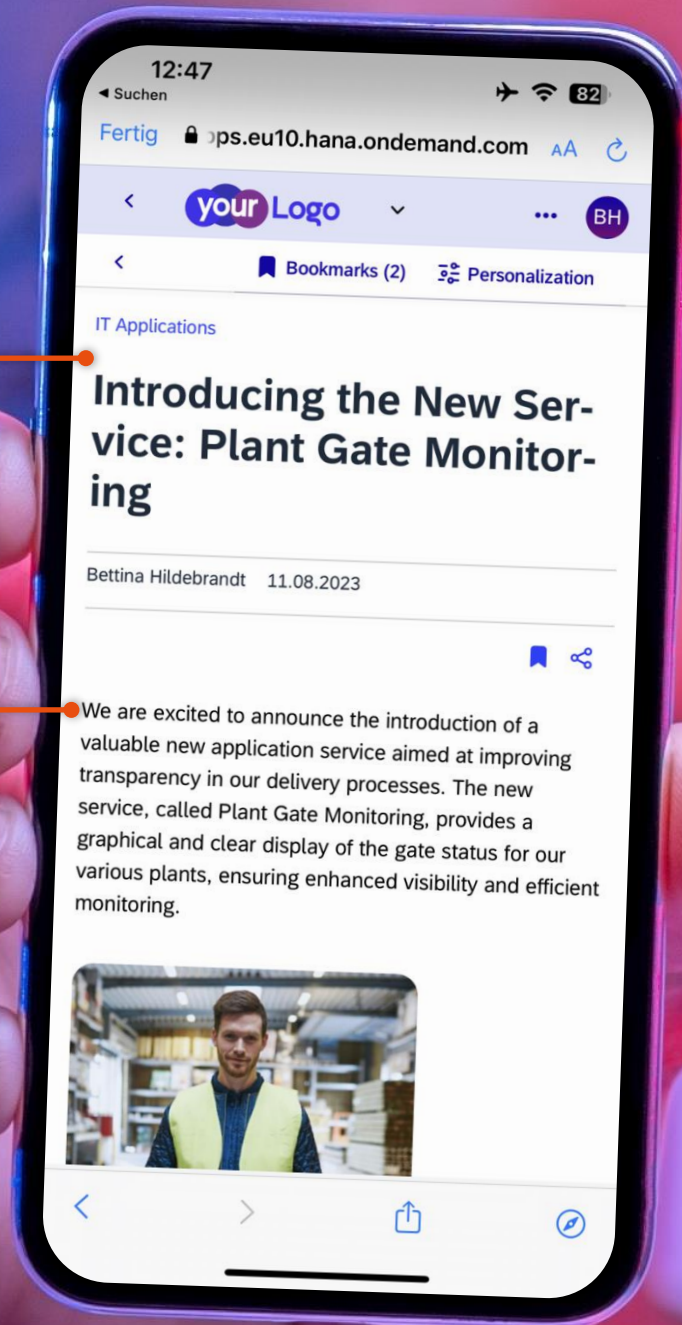 12:47
◀ Suchen
82
Fertig ps.eu10.hana.ondemand.com AA
your Logo
BH
Bookmarks (2) Personalization
IT Applications
Introducing the New Ser-
vice: Plant Gate Monitor-
ing
Bettina Hildebrandt 11.08.2023
We are excited to announce the introduction of a
valuable new application service aimed at improving
transparency in our delivery processes. The new
service, called Plant Gate Monitoring, provides a
graphical and clear display of the gate status for our
various plants, ensuring enhanced visibility and efficient
monitoring.